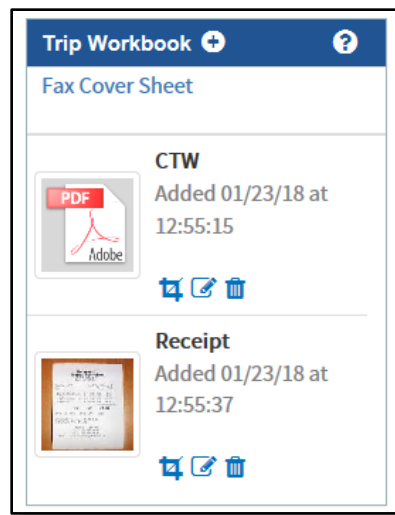 Trip Workbook
Fax Cover Sheet
CTW
PDF
Added 01/23/18 at
12:55:15
Adobe
Receipt
Added 01/23/18 at
12:55:37